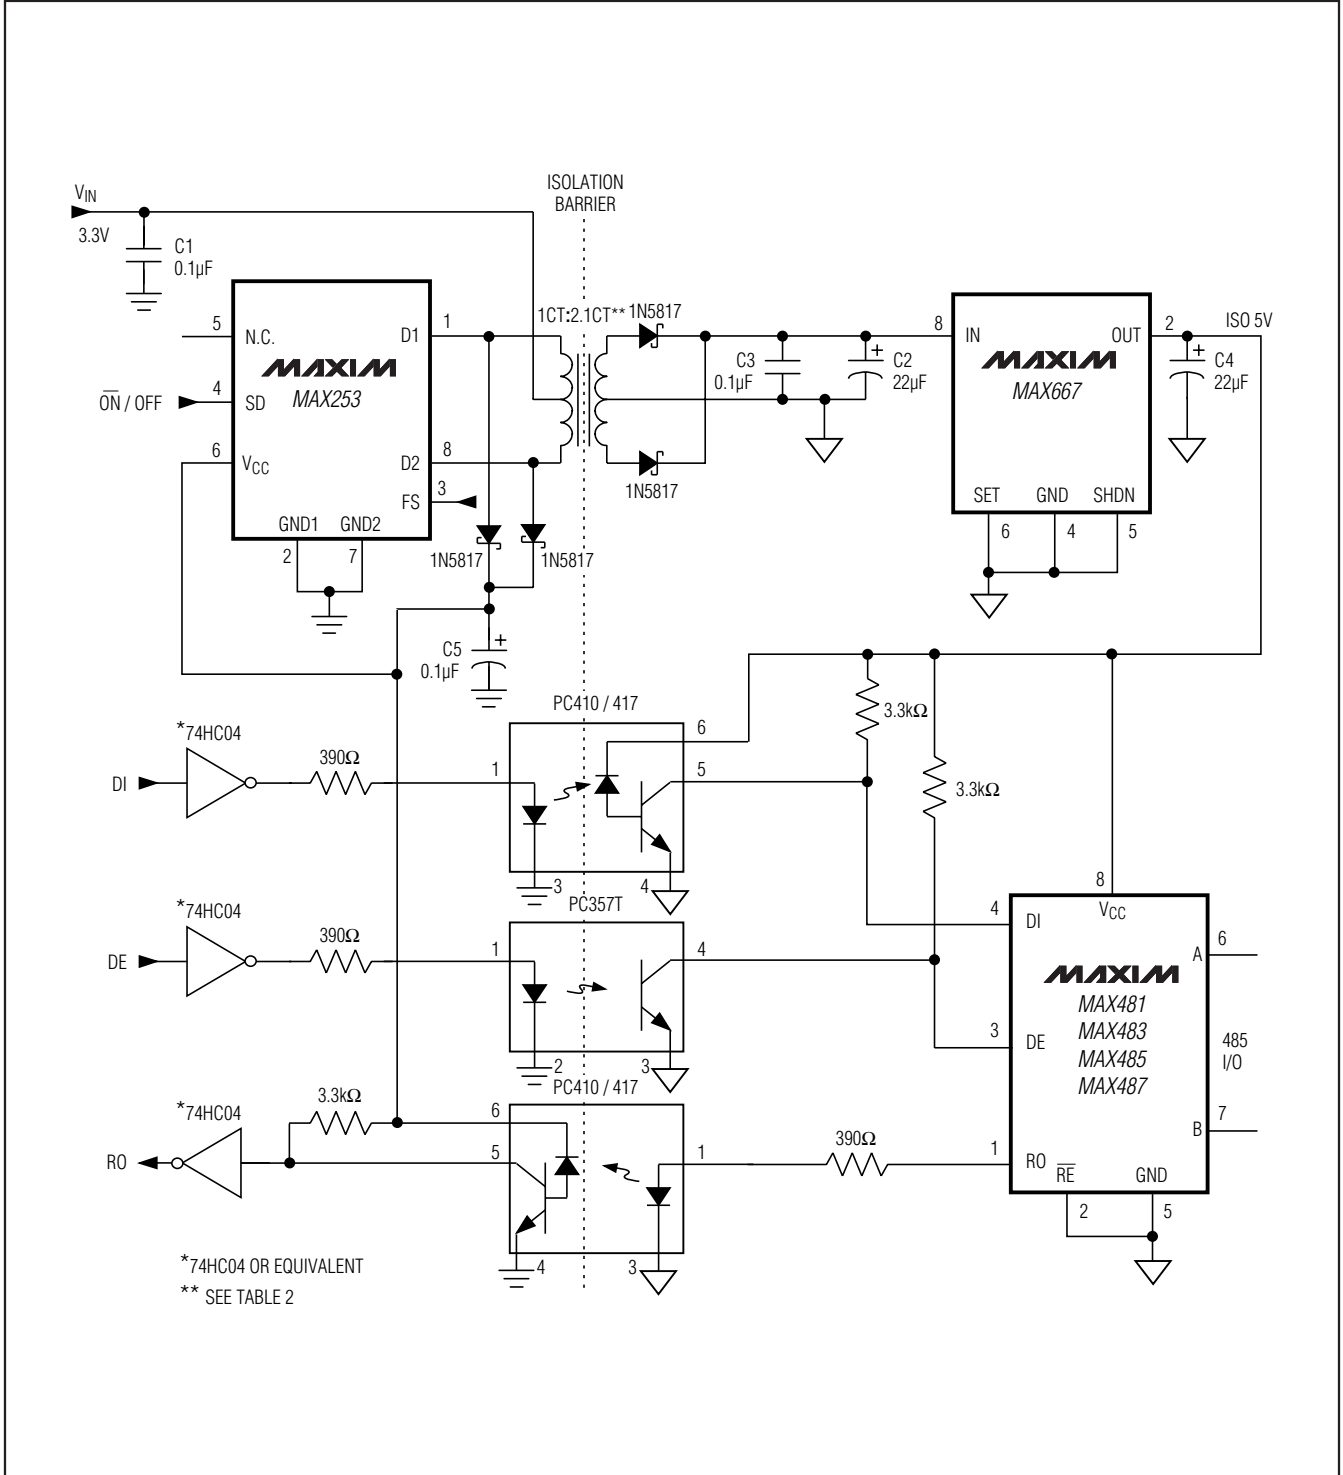 ISOLATION
BARRIER
VIN
3.3V
C1
0.1µF
1CT:2.1CT**
1N5817
5
N.C.
D1
1
MAXIM
MAX253
ON / OFF
4
SD
6
VCC
D2
8
FS
3
GND1
GND2
2
7
1N5817
1N5817
1N5817
C3
0.1µF
C2
22µF
+
8
IN
OUT
2
ISO 5V
MAXIM
MAX667
C4
22µF
+
SET
GND
SHDN
6
4
5
C5
0.1µF
+
PC410 / 417
*74HC04
DI
390Ω
1
6
5
3
4
3.3kΩ
3.3kΩ
PC357T
*74HC04
DE
390Ω
1
4
2
3
PC410 / 417
*74HC04
RO
3.3kΩ
6
5
4
1
3
390Ω
8
VCC
4
DI
3
DE
1
RO
RE
GND
2
5
MAXIM
MAX481
MAX483
MAX485
MAX487
A
6
485
I/O
B
7
*74HC04 OR EQUIVALENT
** SEE TABLE 2